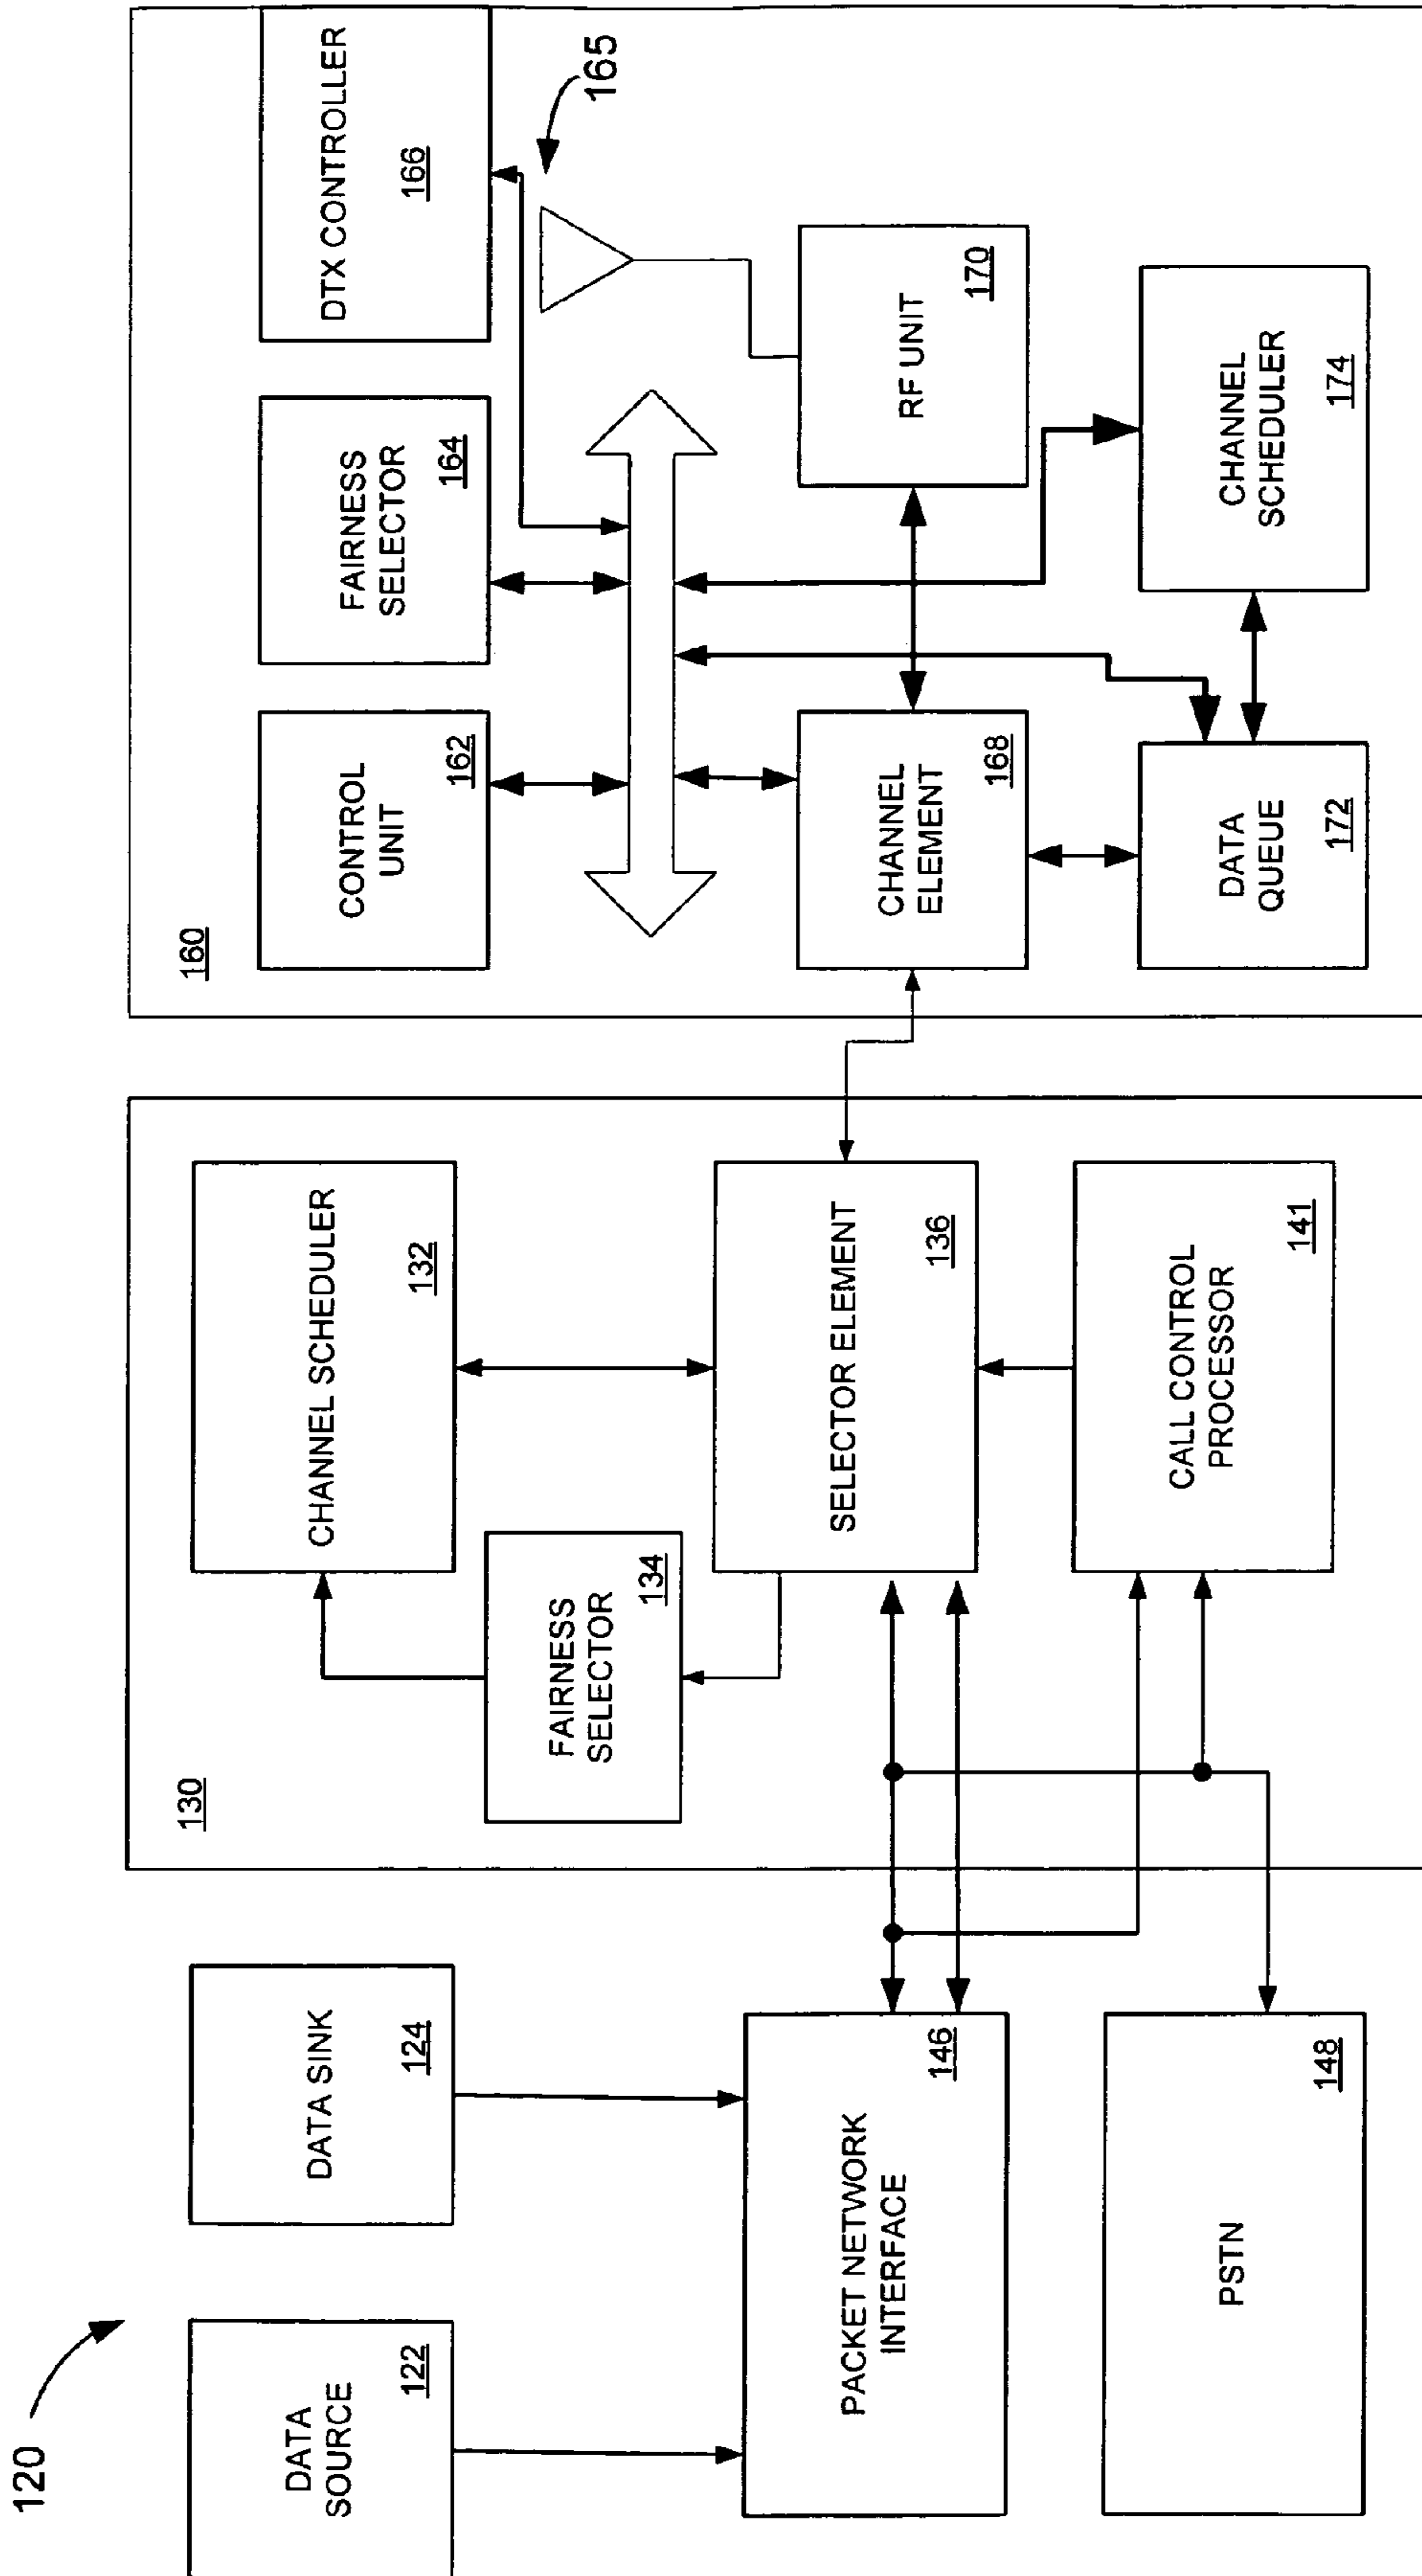 120
DATA
SOURCE
122
DATA SINK
124
PACKET NETWORK
INTERFACE
146
PSTN
148
130
CHANNEL SCHEDULER
132
FAIRNESS
SELECTOR
134
SELECTOR ELEMENT
136
CALL CONTROL
PROCESSOR
141
160
CONTROL
UNIT
162
FAIRNESS
SELECTOR
164
DTX CONTROLLER
166
165
CHANNEL
ELEMENT
168
RF UNIT
170
DATA
QUEUE
172
CHANNEL
SCHEDULER
174